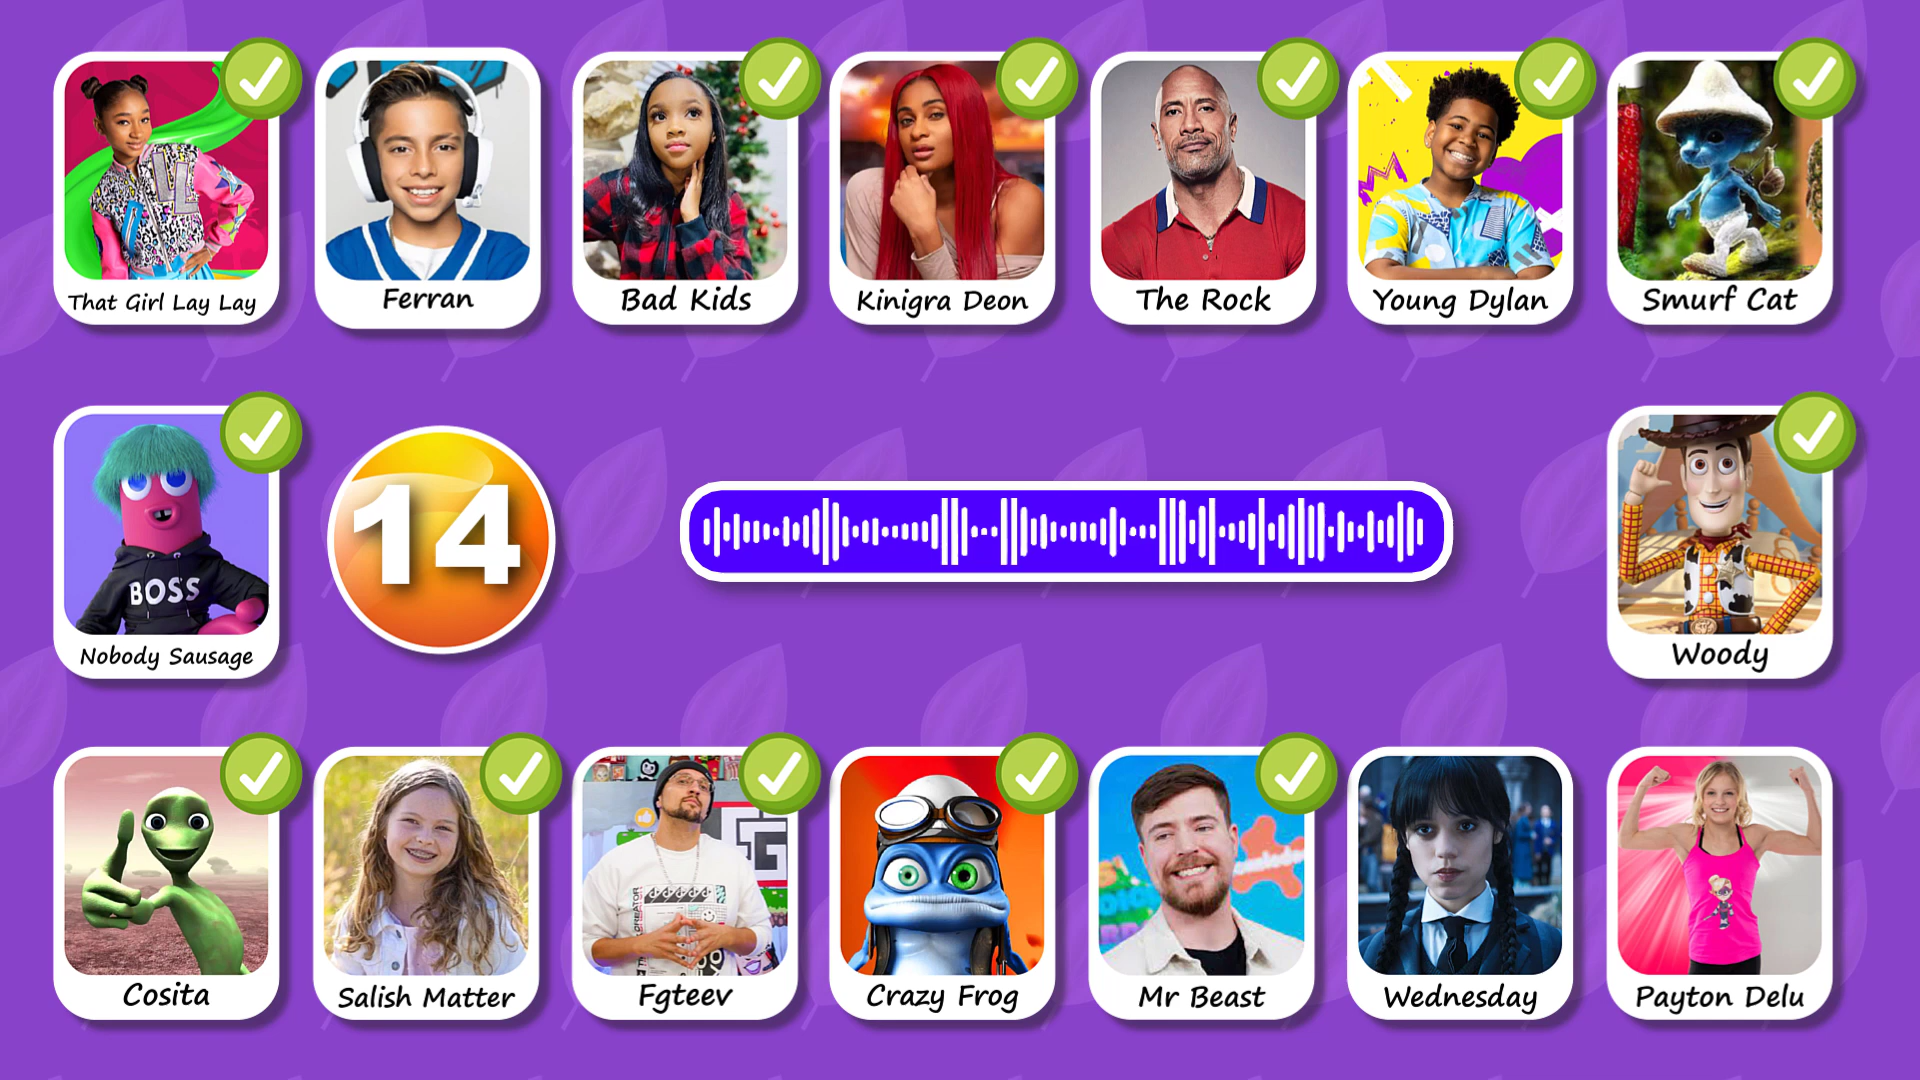 That Girl Lay Lay
Ferran
Bad Kids
Kinigra Deon
The Rock
Young Dylan
Smurf Cat
BOSS
Nobody Sausage
14
Woody
Cosita
Salish Matter
Fgteev
Crazy Frog
Mr Beast
Wednesday
Payton Delu